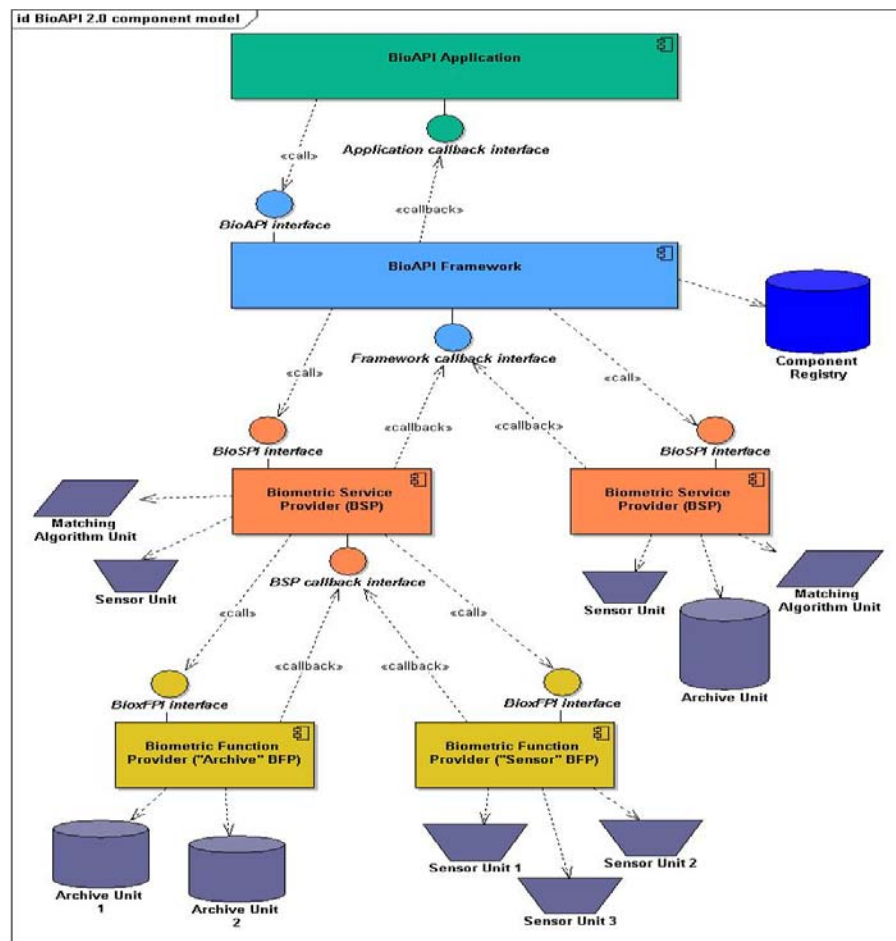 id BioAPI 2.0 component model
BioAPI Application
Application callback interface
«call»
«callback»
BioAPI interface
BioAPI Framework
Framework callback interface
Component
Registry
«call»
«call»
«callback»
«callback»
BioSPI interface
BioSPI interface
Biometric Service
Provider (BSP)
Biometric Service
Provider (BSP)
Matching
Algorithm Unit
Sensor Unit
BSP callback interface
Sensor Unit
Matching
Algorithm Unit
Archive Unit
«call»
«call»
«callback»
«callback»
BioxFPI interface
BioxFPI interface
Biometric Function
Provider ("Archive" BFP)
Biometric Function
Provider ("Sensor" BFP)
Archive Unit
1
Archive Unit
2
Sensor Unit 1
Sensor Unit 2
Sensor Unit 3